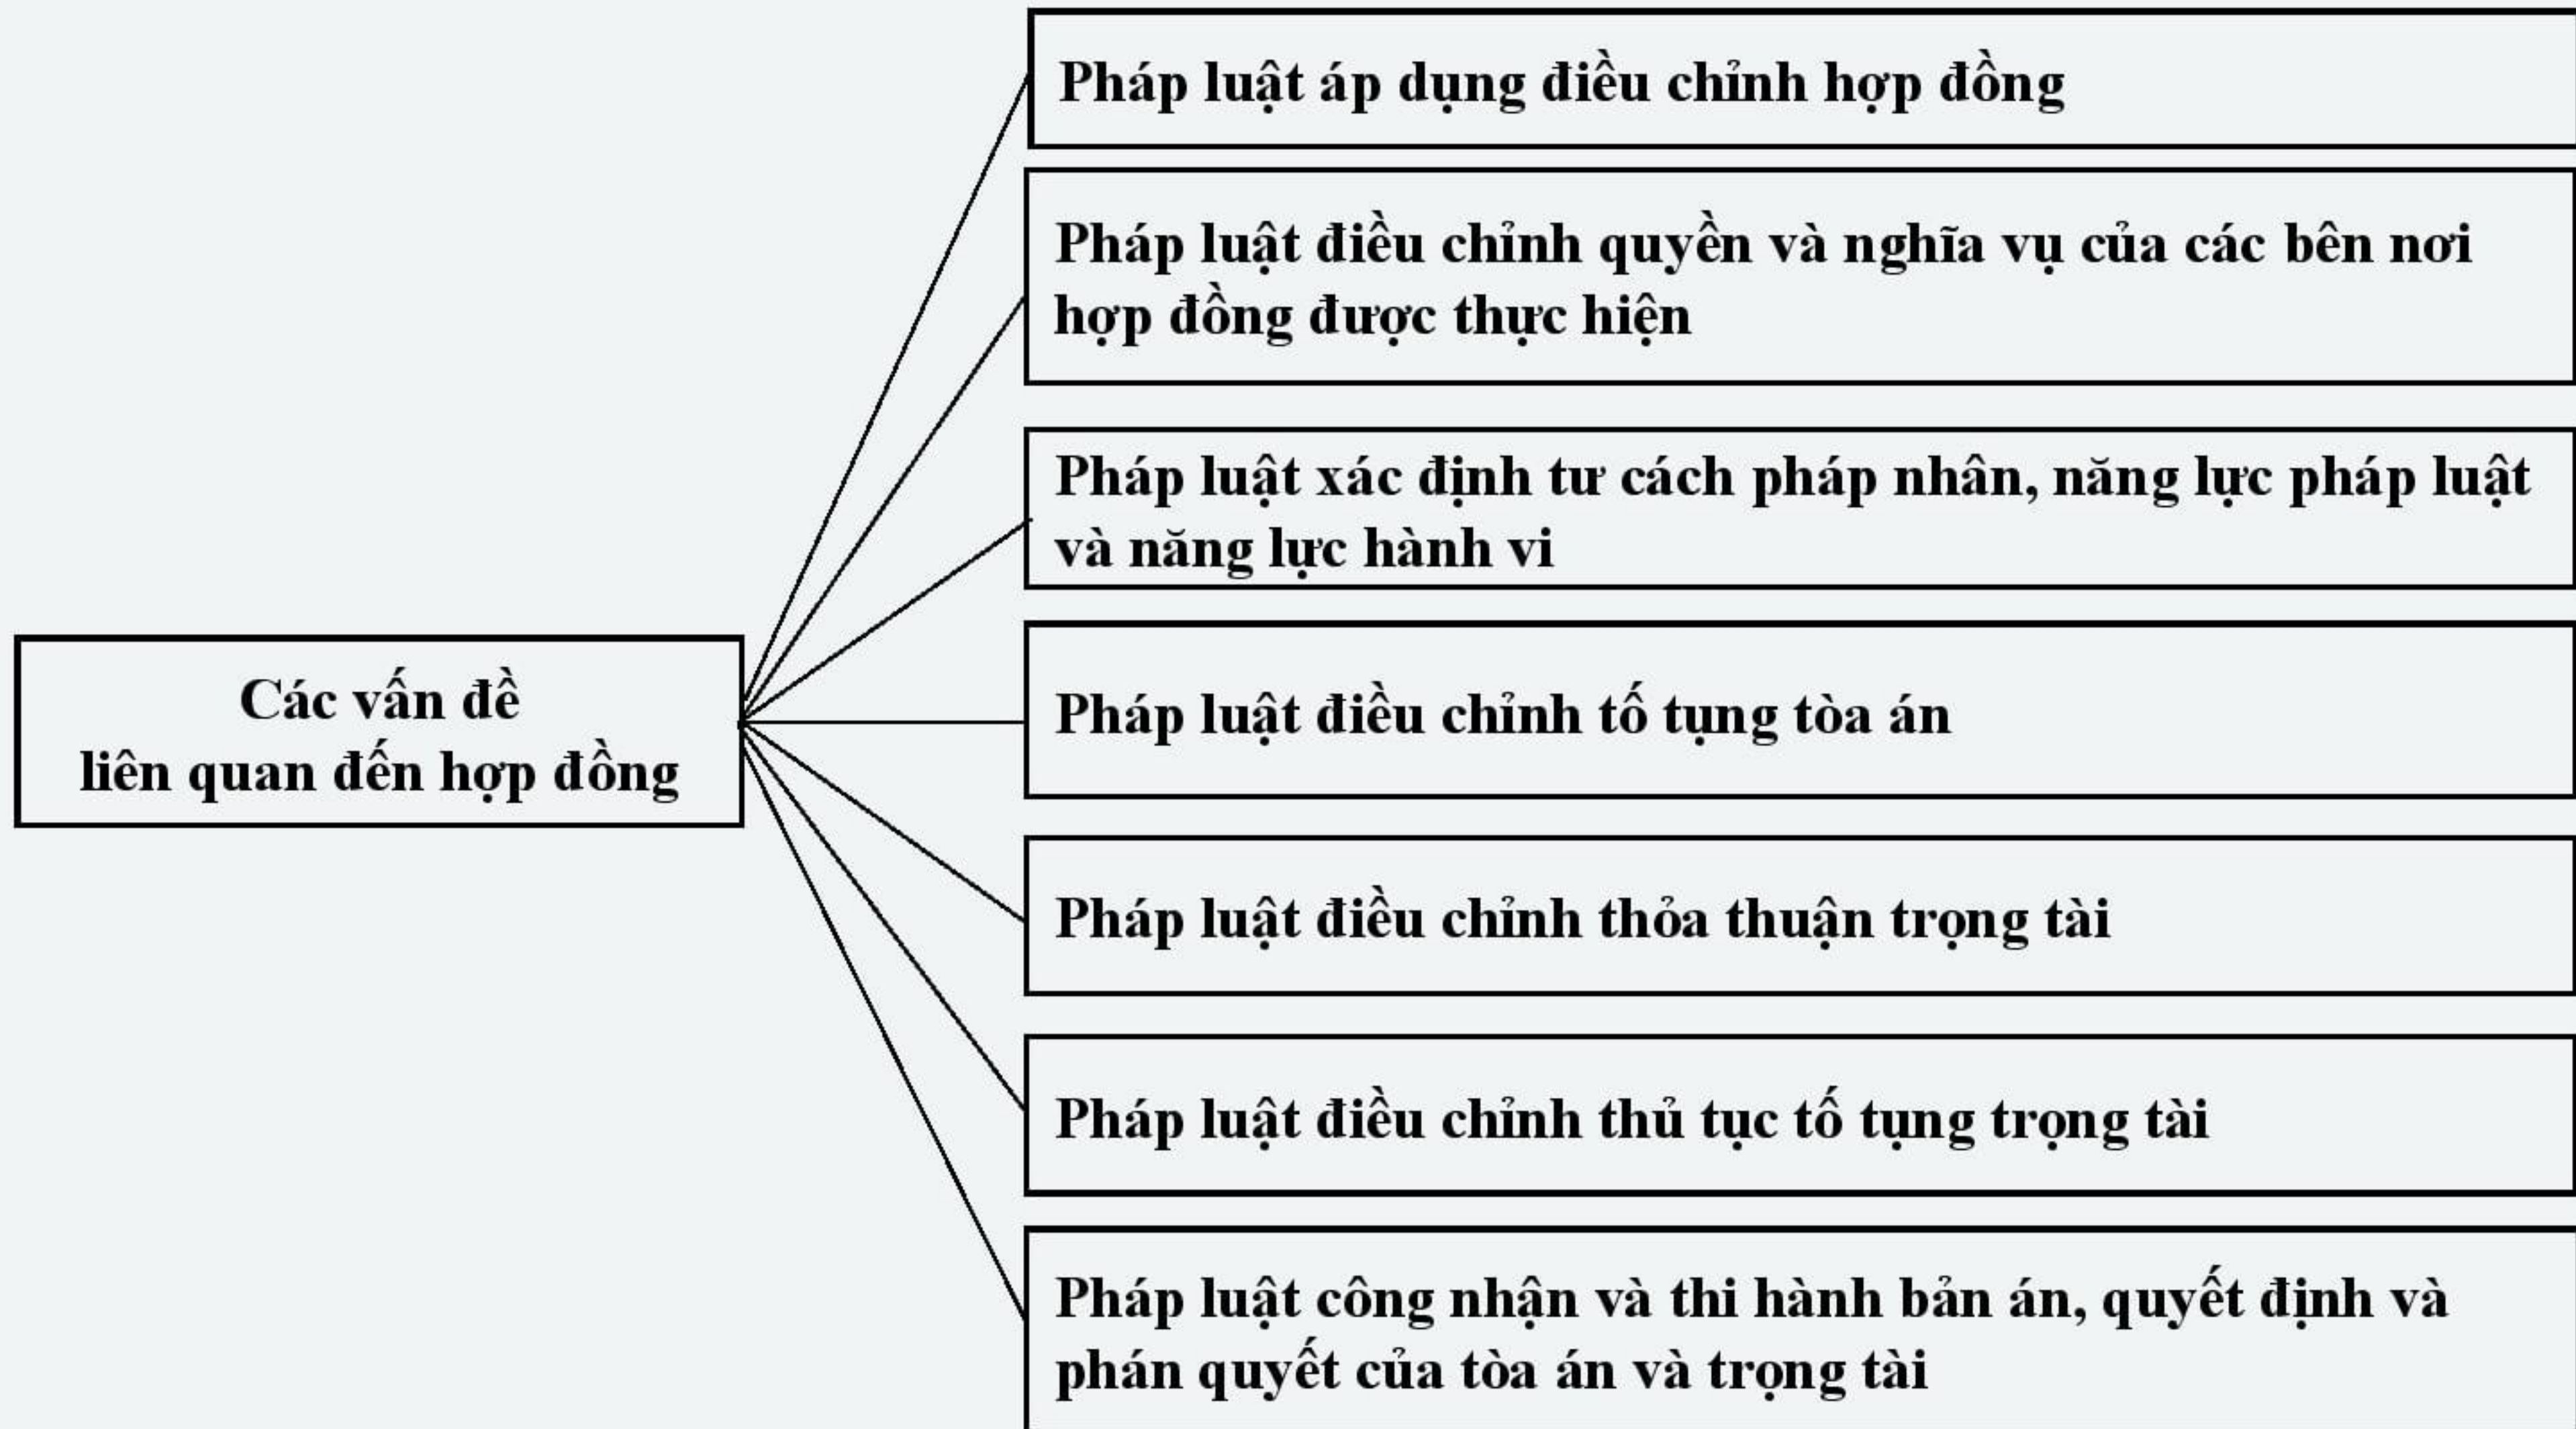 Pháp luật áp dụng điều chỉnh hợp đồng
Pháp luật điều chỉnh quyền và nghĩa vụ của các bên nơi
hợp đồng được thực hiện
Pháp luật xác định tư cách pháp nhân, năng lực pháp luật
và năng lực hành vi
Các vấn đề
liên quan đến hợp đồng
Pháp luật điều chỉnh tố tụng tòa án
Pháp luật điều chỉnh thỏa thuận trọng tài
Pháp luật điều chỉnh thủ tục tố tụng trọng tài
Pháp luật công nhận và thi hành bản án, quyết định và
phán quyết của tòa án và trọng tài